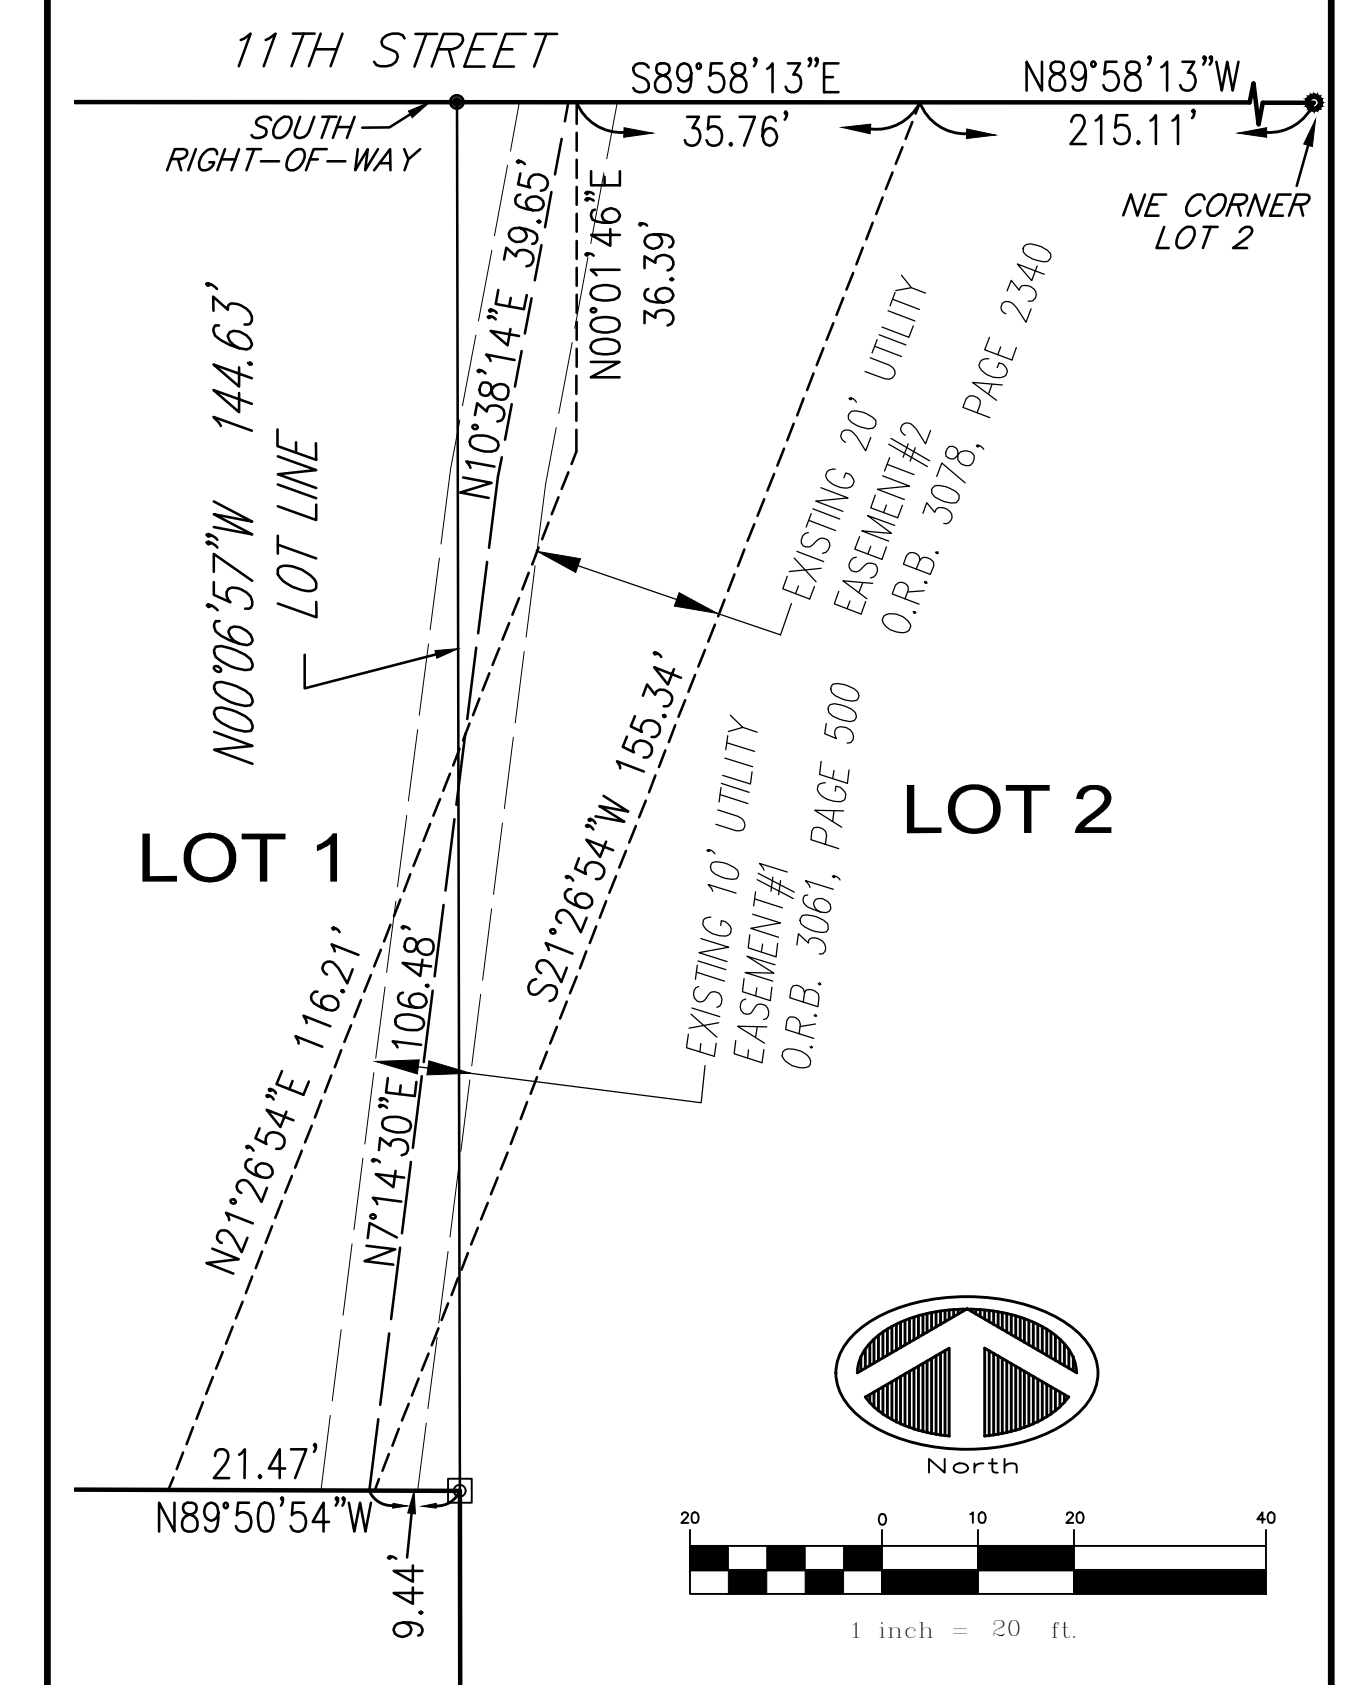 11TH STREET
S89°58'13"E
N89°58'13"W
SOUTH
RIGHT-OF-WAY
35.76'
215.11'
NE CORNER
LOT 2
N10°38'14"E 39.65'
N00°01'46"E
36.39'
N00°06'57"W 144.63'
LOT LINE
EXISTING 20' UTILITY
EASEMENT#2
O.R.B. 3078, PAGE 2340
S21°26'54"W 155.34'
EXISTING 10' UTILITY
EASEMENT#1
O.R.B. 3061, PAGE 500
LOT 1
LOT 2
N21°26'54"E 116.21'
N7°14'30"E 106.48'
21.47'
N89°50'54"W
9.44'
North
20 0 10 20 40
1 inch = 20 ft.